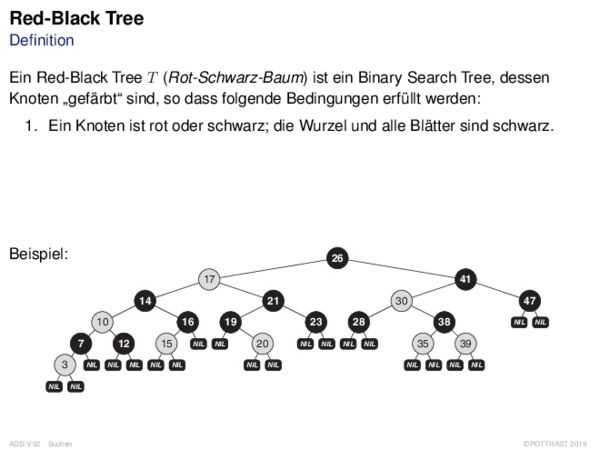 Red-Black Tree
Definition
Ein Red-Black Tree T (Rot-Schwarz-Baum) ist ein Binary Search Tree, dessen
Knoten „gefärbt“ sind, so dass folgende Bedingungen erfüllt werden:
1. Ein Knoten ist rot oder schwarz; die Wurzel und alle Blätter sind schwarz.
Beispiel:
26
17 41
14 21 30 47
10 16 19 23 28 38 NIL NIL
7 12 15 NIL NIL 20 NIL NIL NIL NIL 35 39
3 NIL NIL NIL NIL NIL NIL NIL NIL NIL NIL NIL
NIL NIL
ADS:V-92 Suchen ©POTTHAST 2019